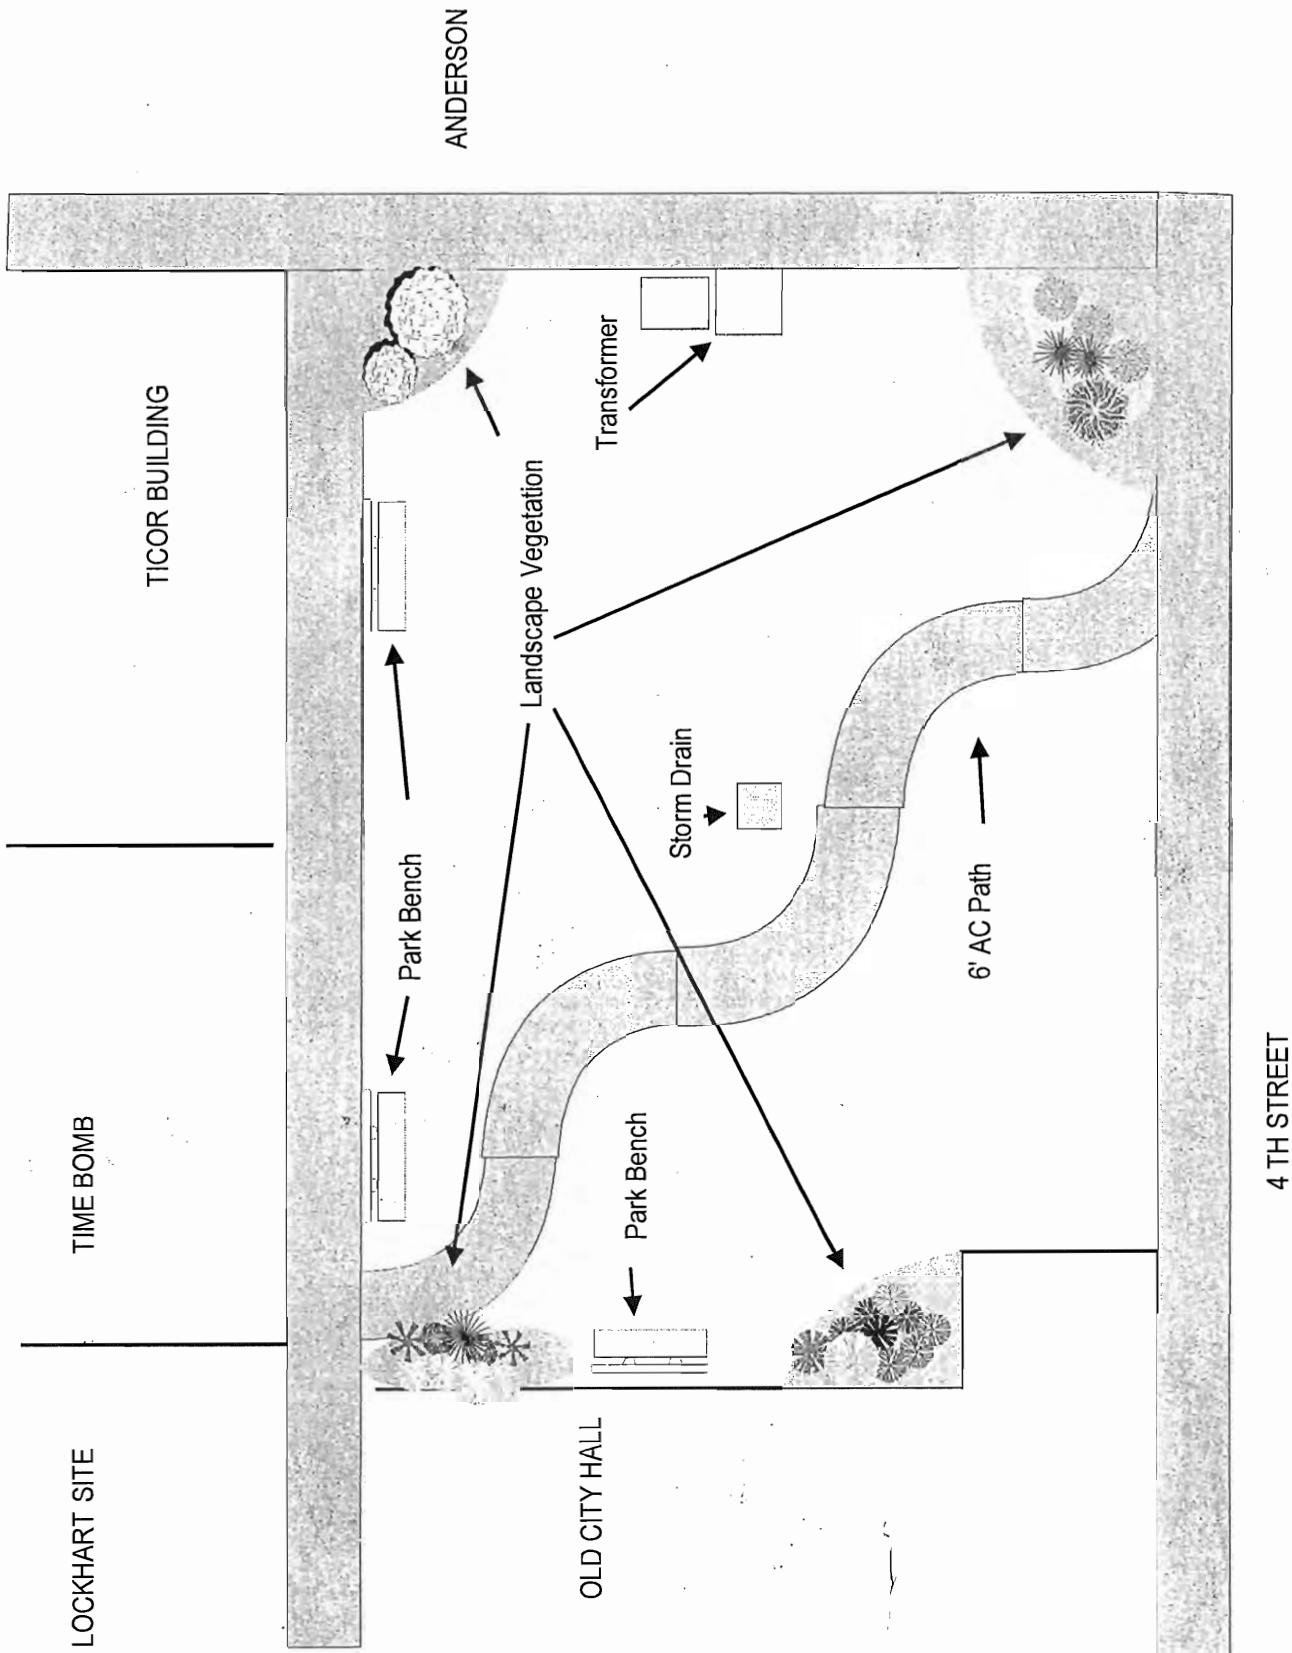 LOCKHART SITE
TIME BOMB
TICOR BUILDING
ANDERSON
Park Bench
Landscape Vegetation
Transformer
Storm Drain
Park Bench
OLD CITY HALL
6' AC Path
4 TH STREET